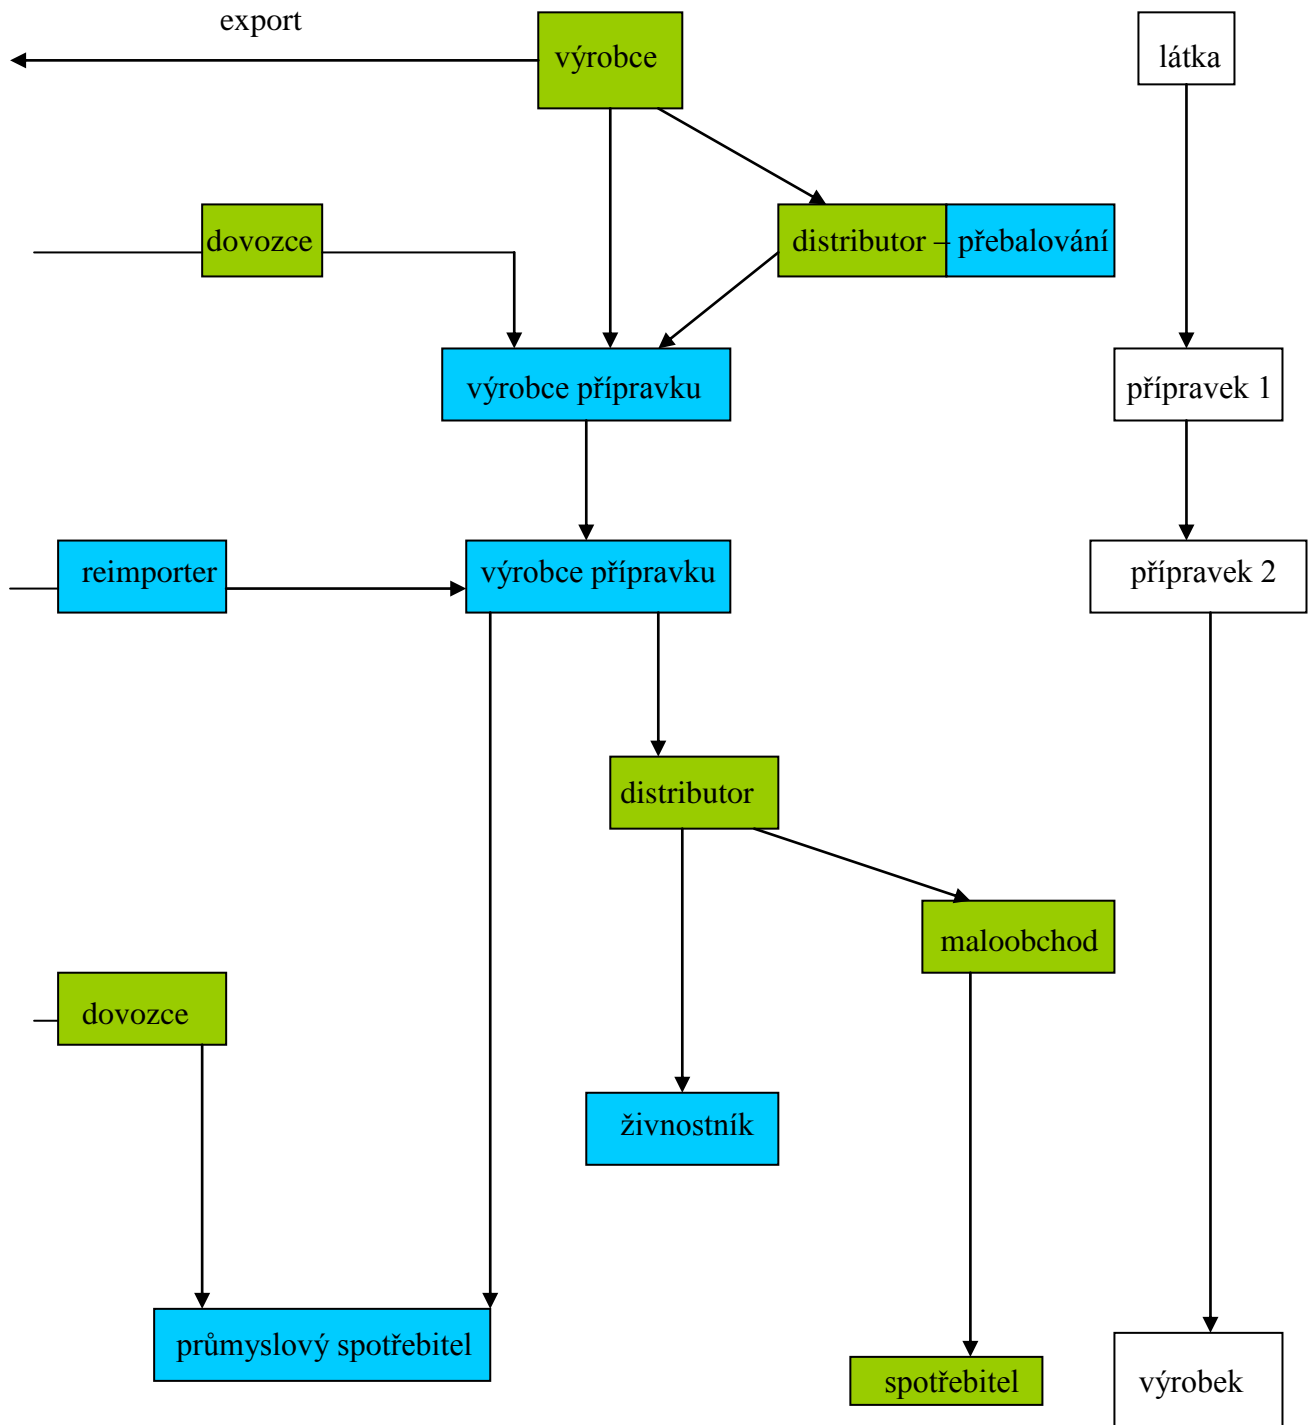 export
výrobce
látka
dovozce
distributor – přebalování
výrobce přípravku
přípravek 1
reimporter
výrobce přípravku
přípravek 2
distributor
maloobchod
dovozce
živnostník
průmyslový spotřebitel
spotřebitel
výrobek